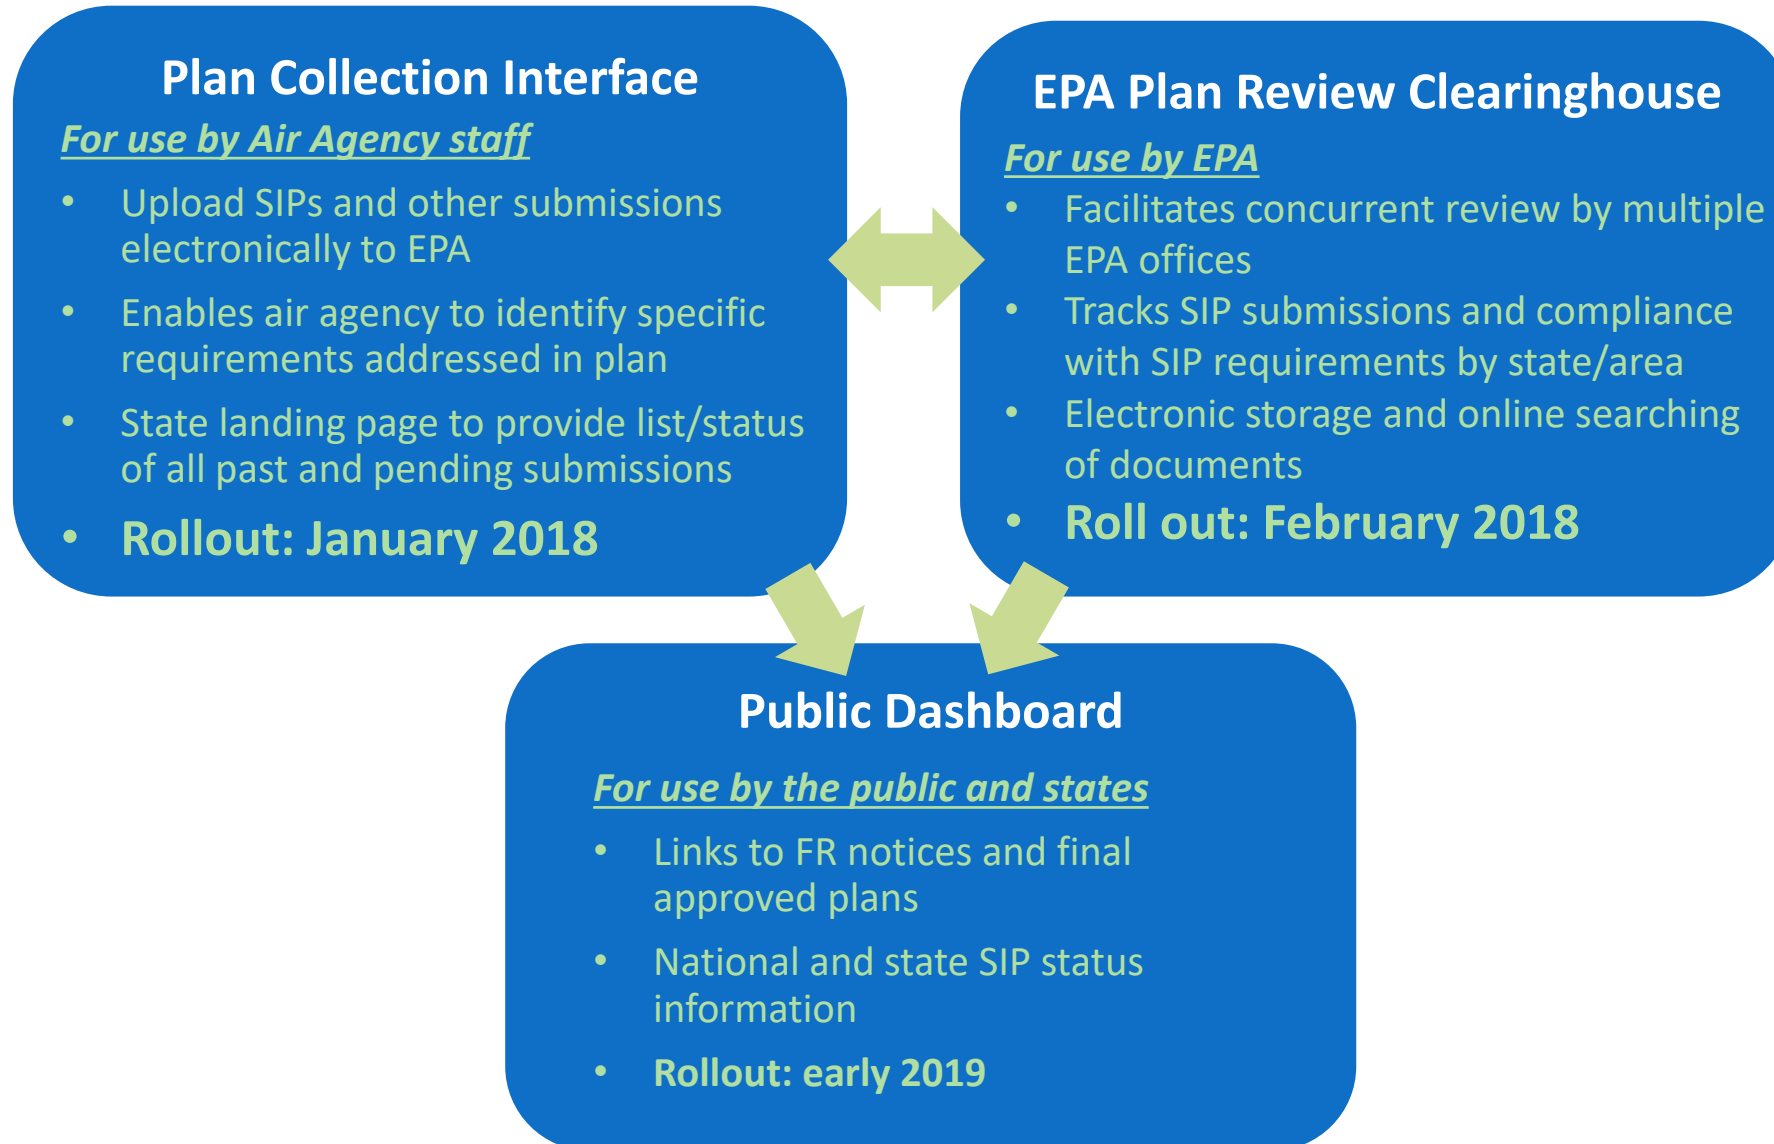 Plan Collection Interface
For use by Air Agency staff
• Upload SIPs and other submissions
electronically to EPA
• Enables air agency to identify specific
requirements addressed in plan
• State landing page to provide list/status
of all past and pending submissions
• Rollout: January 2018
EPA Plan Review Clearinghouse
For use by EPA
• Facilitates concurrent review by multiple
EPA offices
• Tracks SIP submissions and compliance
with SIP requirements by state/area
• Electronic storage and online searching
of documents
• Roll out: February 2018
Public Dashboard
For use by the public and states
• Links to FR notices and final
approved plans
• National and state SIP status
information
• Rollout: early 2019